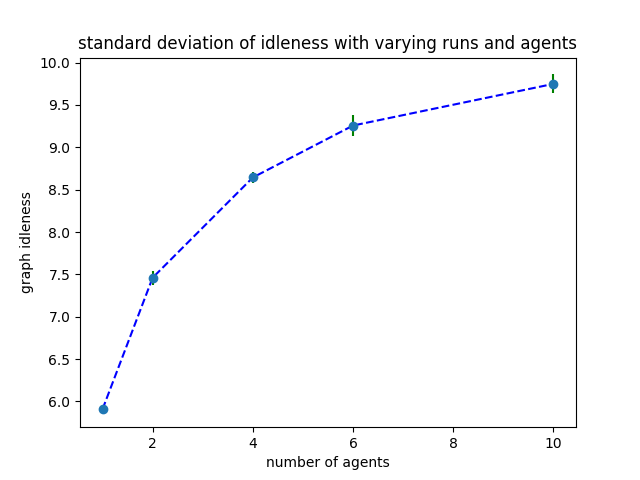 standard deviation of idleness with varying runs and agents
10.0
9.5
9.0
8.5
8.0
7.5
7.0
6.5
6.0
graph idleness
2 4 6 8 10
number of agents